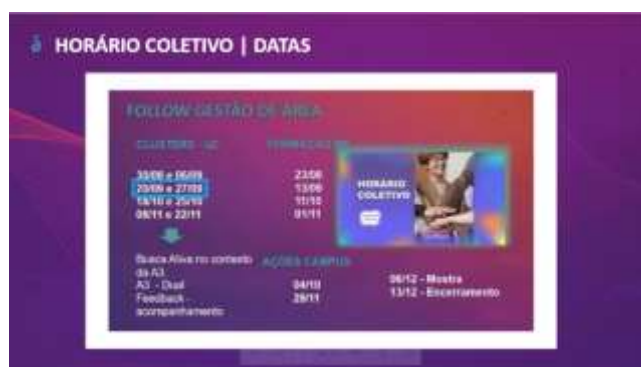 HORÁRIO COLETIVO | DATAS
FOLLOW GESTÃO DE ÁREA
CLUSTERS - UC
30/08 e 06/09
20/09 e 27/09
18/10 e 25/10
08/11 e 22/11
23/08
13/09
11/10
01/11
HORÁRIO
COLETIVO
Busca Ativa no contexto
da A3
A3 - Dual
Feedback -
acompanhamento
AÇÕES CAMPUS
04/10
29/11
06/12 - Mostra
13/12 - Encerramento